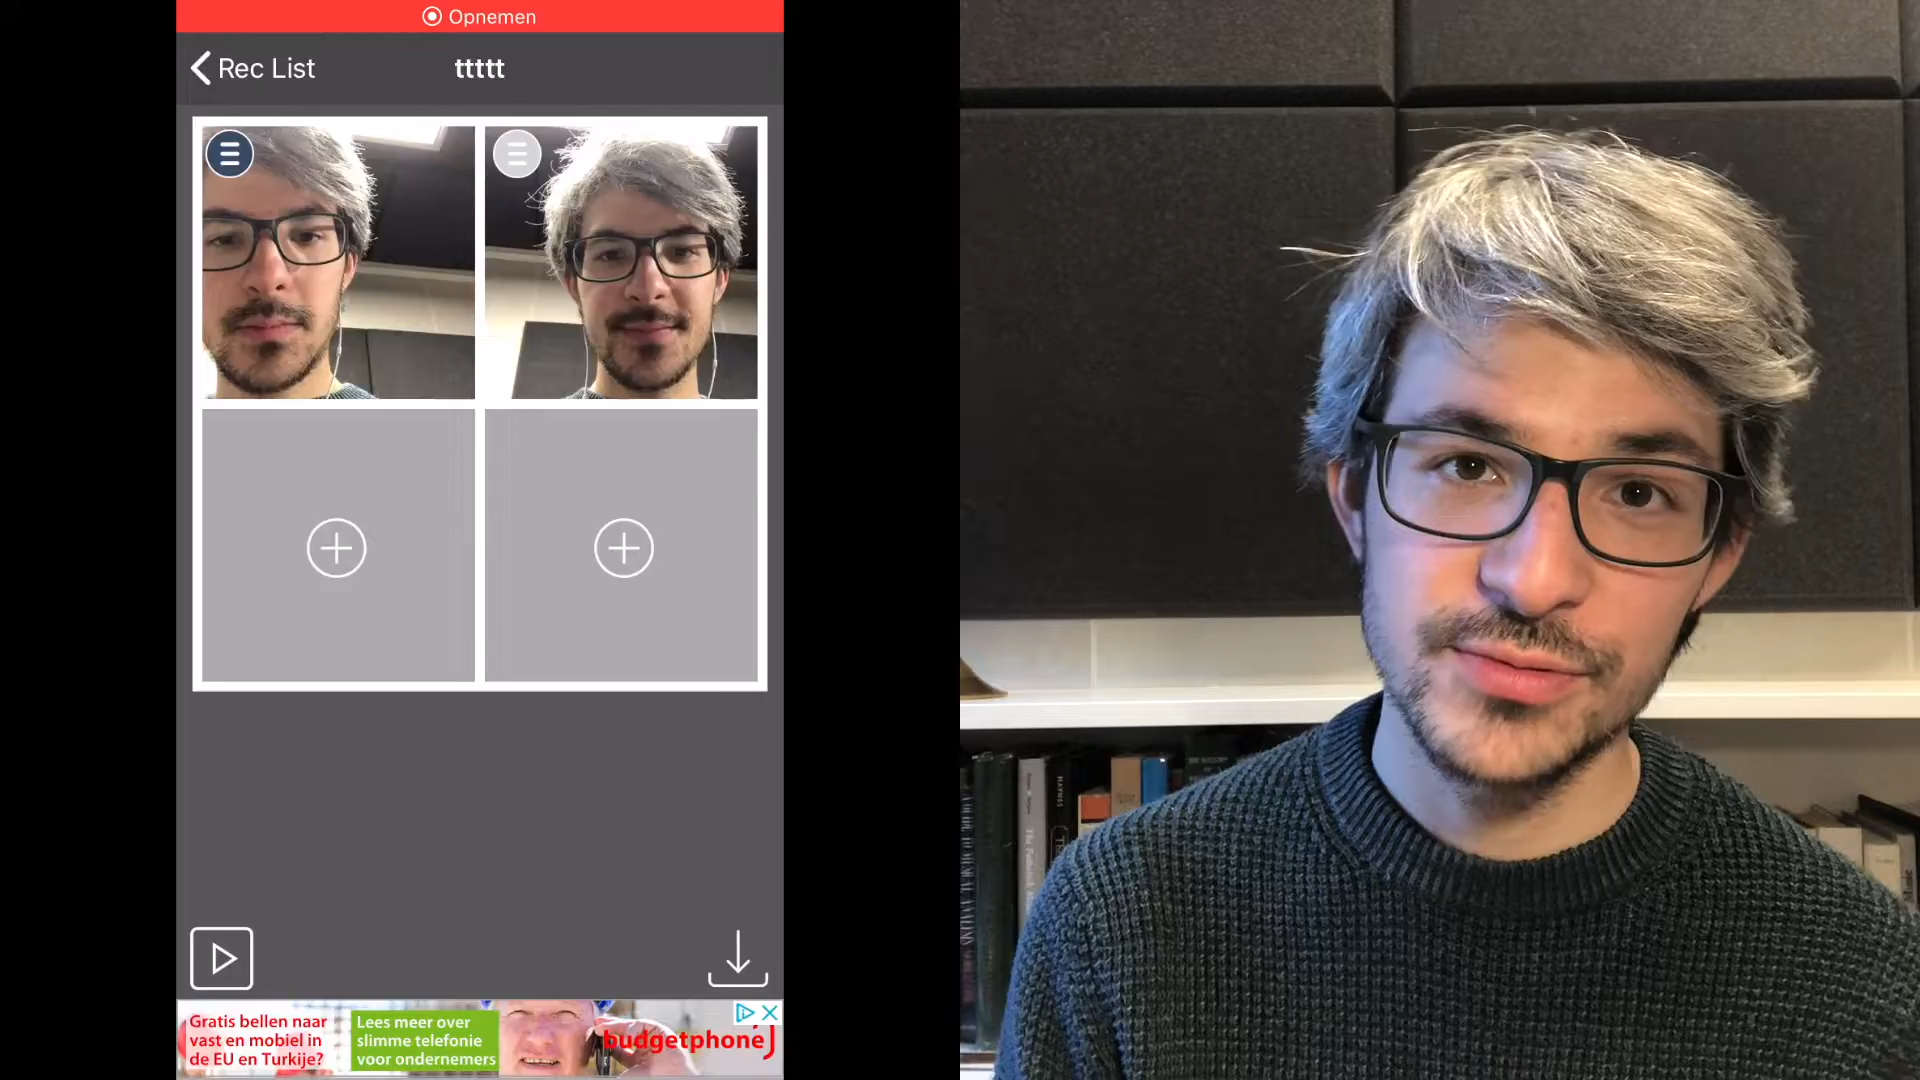 Opnemen
Rec List
ttttt
Gratis bellen naar
vast en mobiel in
de EU en Turkije?
Lees meer over
slimme telefonie
voor ondernemers
budgetphone
HAYNES